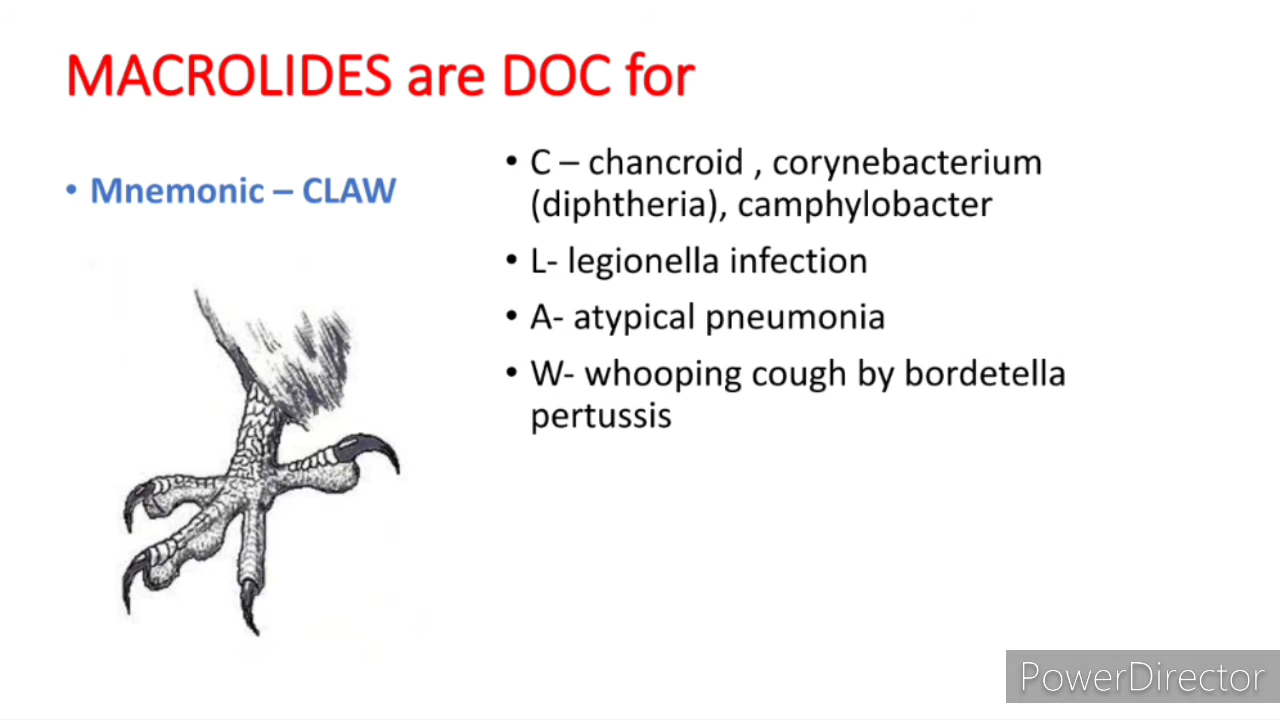 MACROLIDES are DOC for
• Mnemonic – CLAW
• C – chancroid , corynebacterium
(diphtheria), camphylobacter
• L- legionella infection
• A- atypical pneumonia
• W- whooping cough by bordetella
pertussis
PowerDirector